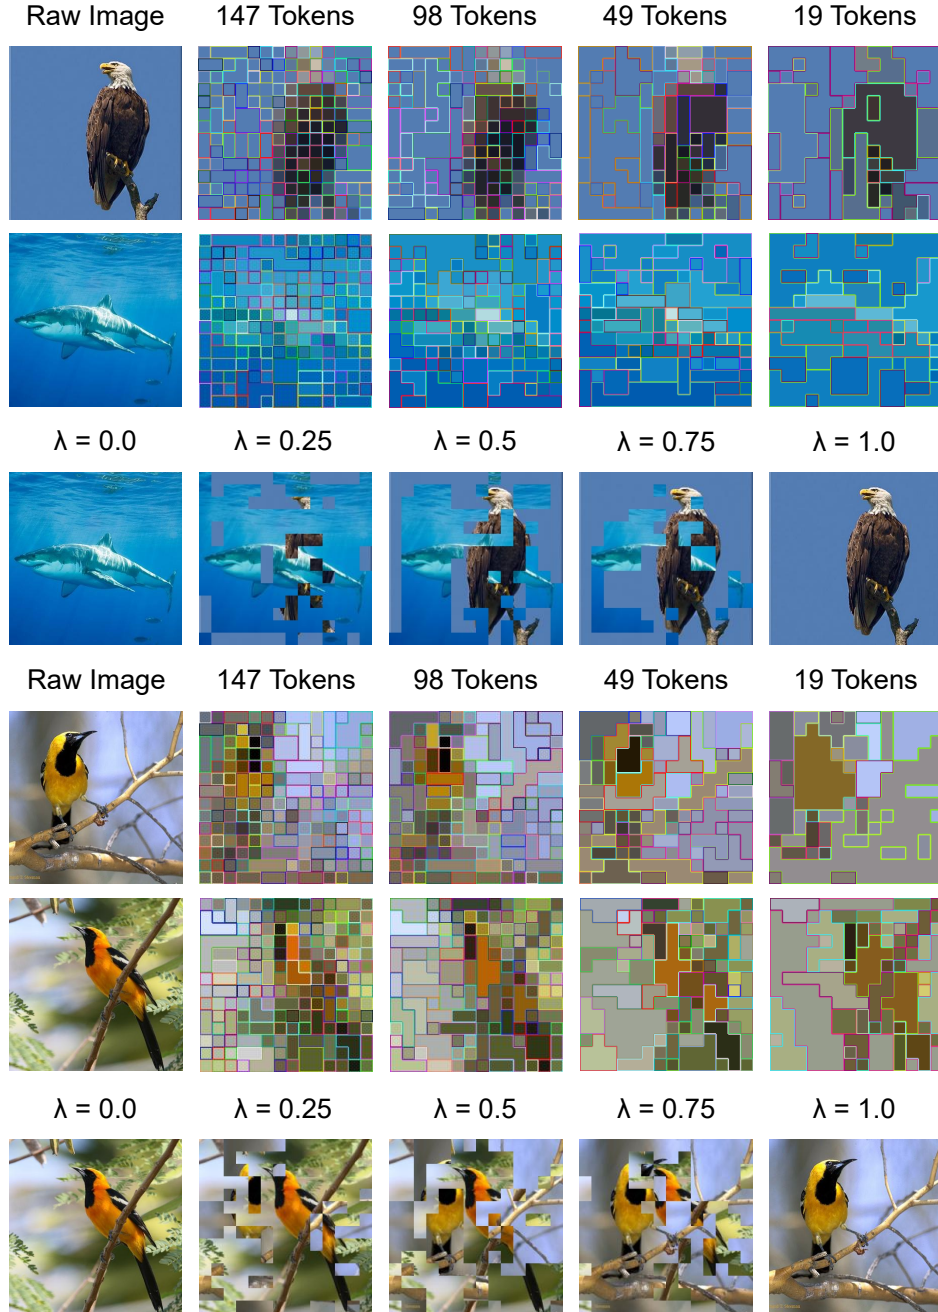 Raw Image 147 Tokens 98 Tokens 49 Tokens 19 Tokens
λ = 0.0 λ = 0.25 λ = 0.5 λ = 0.75 λ = 1.0
Raw Image 147 Tokens 98 Tokens 49 Tokens 19 Tokens
λ = 0.0 λ = 0.25 λ = 0.5 λ = 0.75 λ = 1.0